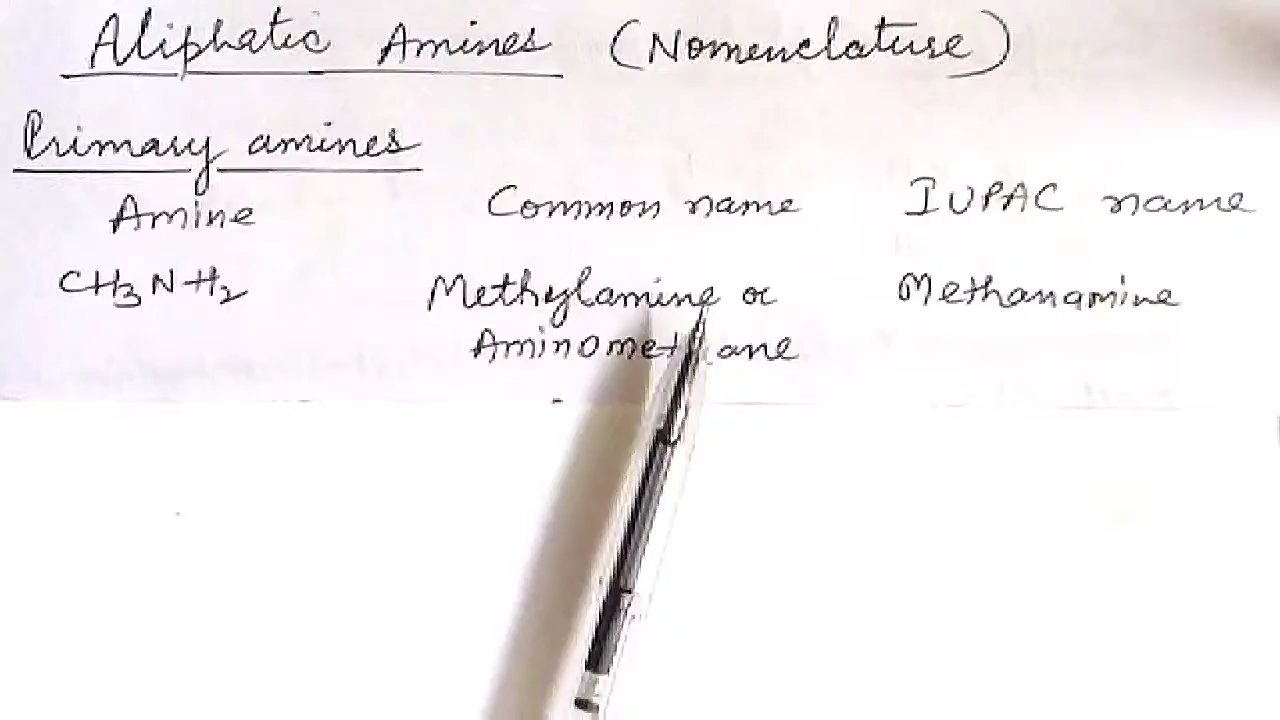 Aliphatic Amines (Nomenclature)
Primary amines
Amine Common name IUPAC name
CH3NH2 Methylamine or Methanamine
Aminomethane